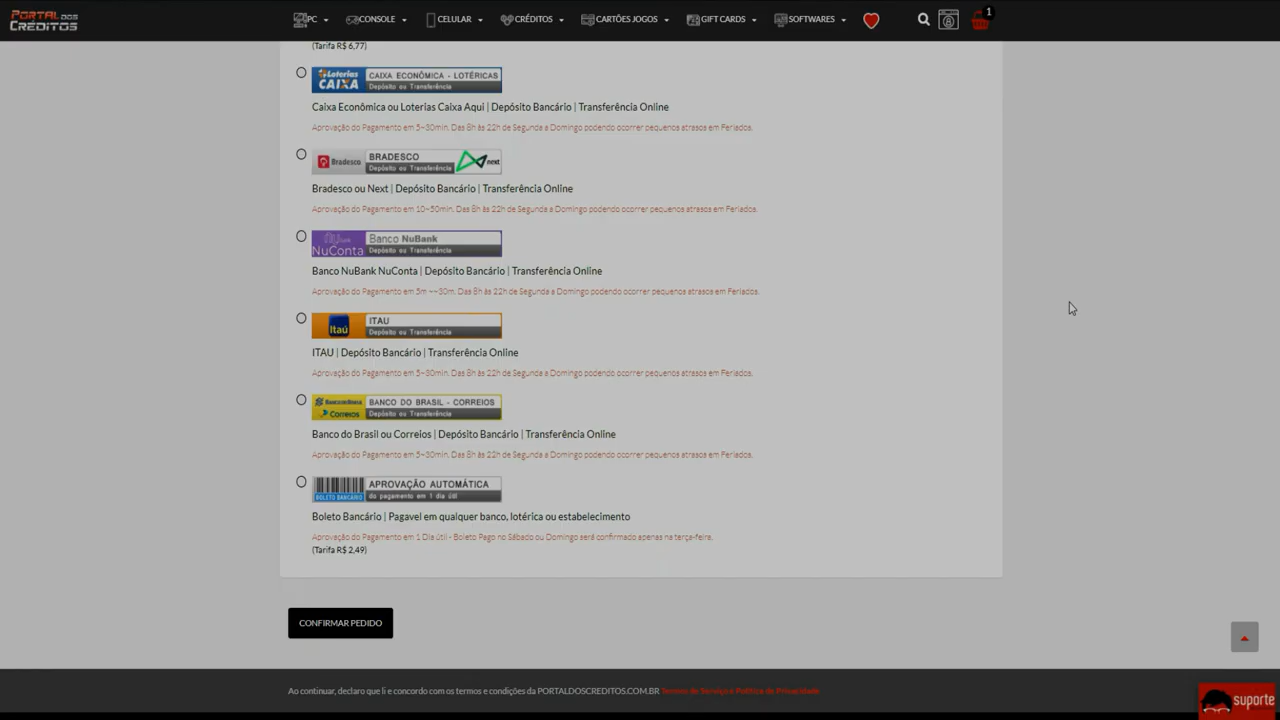 PORTAL DOS
CRÉDITOS
PC
CONSOLE
CELULAR
CRÉDITOS
CARTÕES JOGOS
GIFT CARDS
SOFTWARES
1
(Tarifa R$ 6,77)
Loterias
CAIXA
CAIXA ECONÔMICA - LOTÉRICAS
Depósito ou Transferência
Caixa Econômica ou Loterias Caixa Aqui | Depósito Bancário | Transferência Online
Aprovação do Pagamento em 5~30min. Das 8h às 22h de Segunda a Domingo podendo ocorrer pequenos atrasos em Feriados.
Bradesco
BRADESCO
Depósito ou Transferência
next
Bradesco ou Next | Depósito Bancário | Transferência Online
Aprovação do Pagamento em 10~50min. Das 8h às 22h de Segunda a Domingo podendo ocorrer pequenos atrasos em Feriados.
NuConta
Banco NuBank
Depósito ou Transferência
Banco NuBank NuConta | Depósito Bancário | Transferência Online
Aprovação do Pagamento em 5m ~~30m. Das 8h às 22h de Segunda a Domingo podendo ocorrer pequenos atrasos em Feriados.
Itaú
ITAU
Depósito ou Transferência
ITAU | Depósito Bancário | Transferência Online
Aprovação do Pagamento em 5~30min. Das 8h às 22h de Segunda a Domingo podendo ocorrer pequenos atrasos em Feriados.
Correios
BANCO DO BRASIL - CORREIOS
Depósito ou Transferência
Banco do Brasil ou Correios | Depósito Bancário | Transferência Online
Aprovação do Pagamento em 5~30min. Das 8h às 22h de Segunda a Domingo podendo ocorrer pequenos atrasos em Feriados.
BOLETO BANCÁRIO
APROVAÇÃO AUTOMÁTICA
do pagamento em 1 dia útil
Boleto Bancário | Pagavel em qualquer banco, lotérica ou estabelecimento
Aprovação do Pagamento em 1 Dia útil - Boleto Pago no Sábado ou Domingo será confirmado apenas na terça-feira.
(Tarifa R$ 2,49)
CONFIRMAR PEDIDO
Ao continuar, declaro que li e concordo com os termos e condições da PORTALDOSCREDITOS.COM.BR Termos de Serviço e Política de Privacidade
suporte